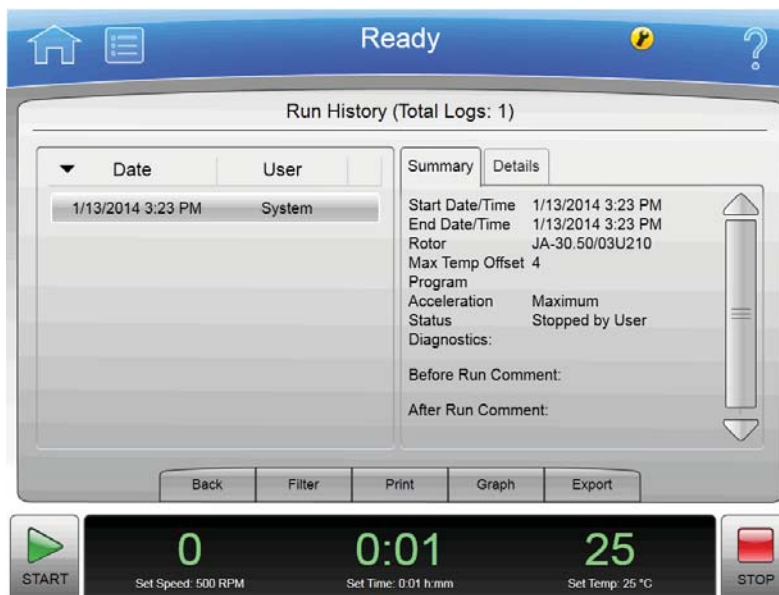 Ready
?
Run History (Total Logs: 1)
Date User
1/13/2014 3:23 PM System
Summary Details
Start Date/Time 1/13/2014 3:23 PM
End Date/Time 1/13/2014 3:23 PM
Rotor JA-30.50/03U210
Max Temp Offset 4
Program
Acceleration Maximum
Status Stopped by User
Diagnostics:
Before Run Comment:
After Run Comment:
Back Filter Print Graph Export
START
0
Set Speed: 500 RPM
0:01
Set Time: 0:01 h:mm
25
Set Temp: 25 °C
STOP